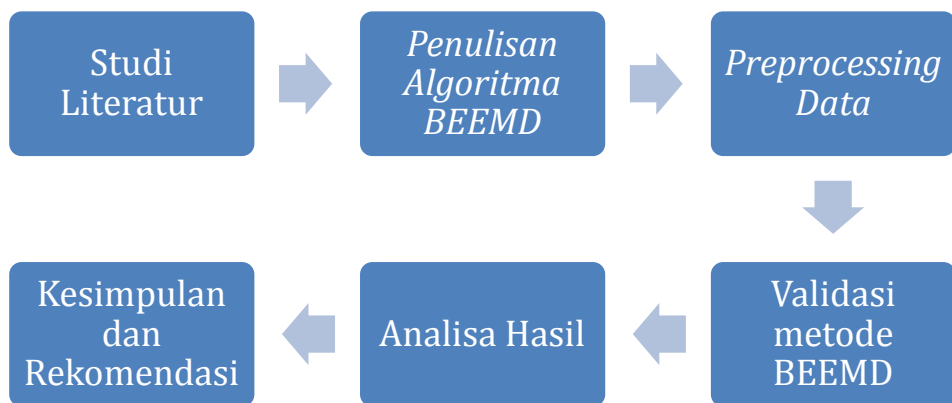 Studi
Literatur
Penulisan
Algoritma
BEEMD
Preprocessing
Data
Validasi
metode
BEEMD
Analisa Hasil
Kesimpulan
dan
Rekomendasi